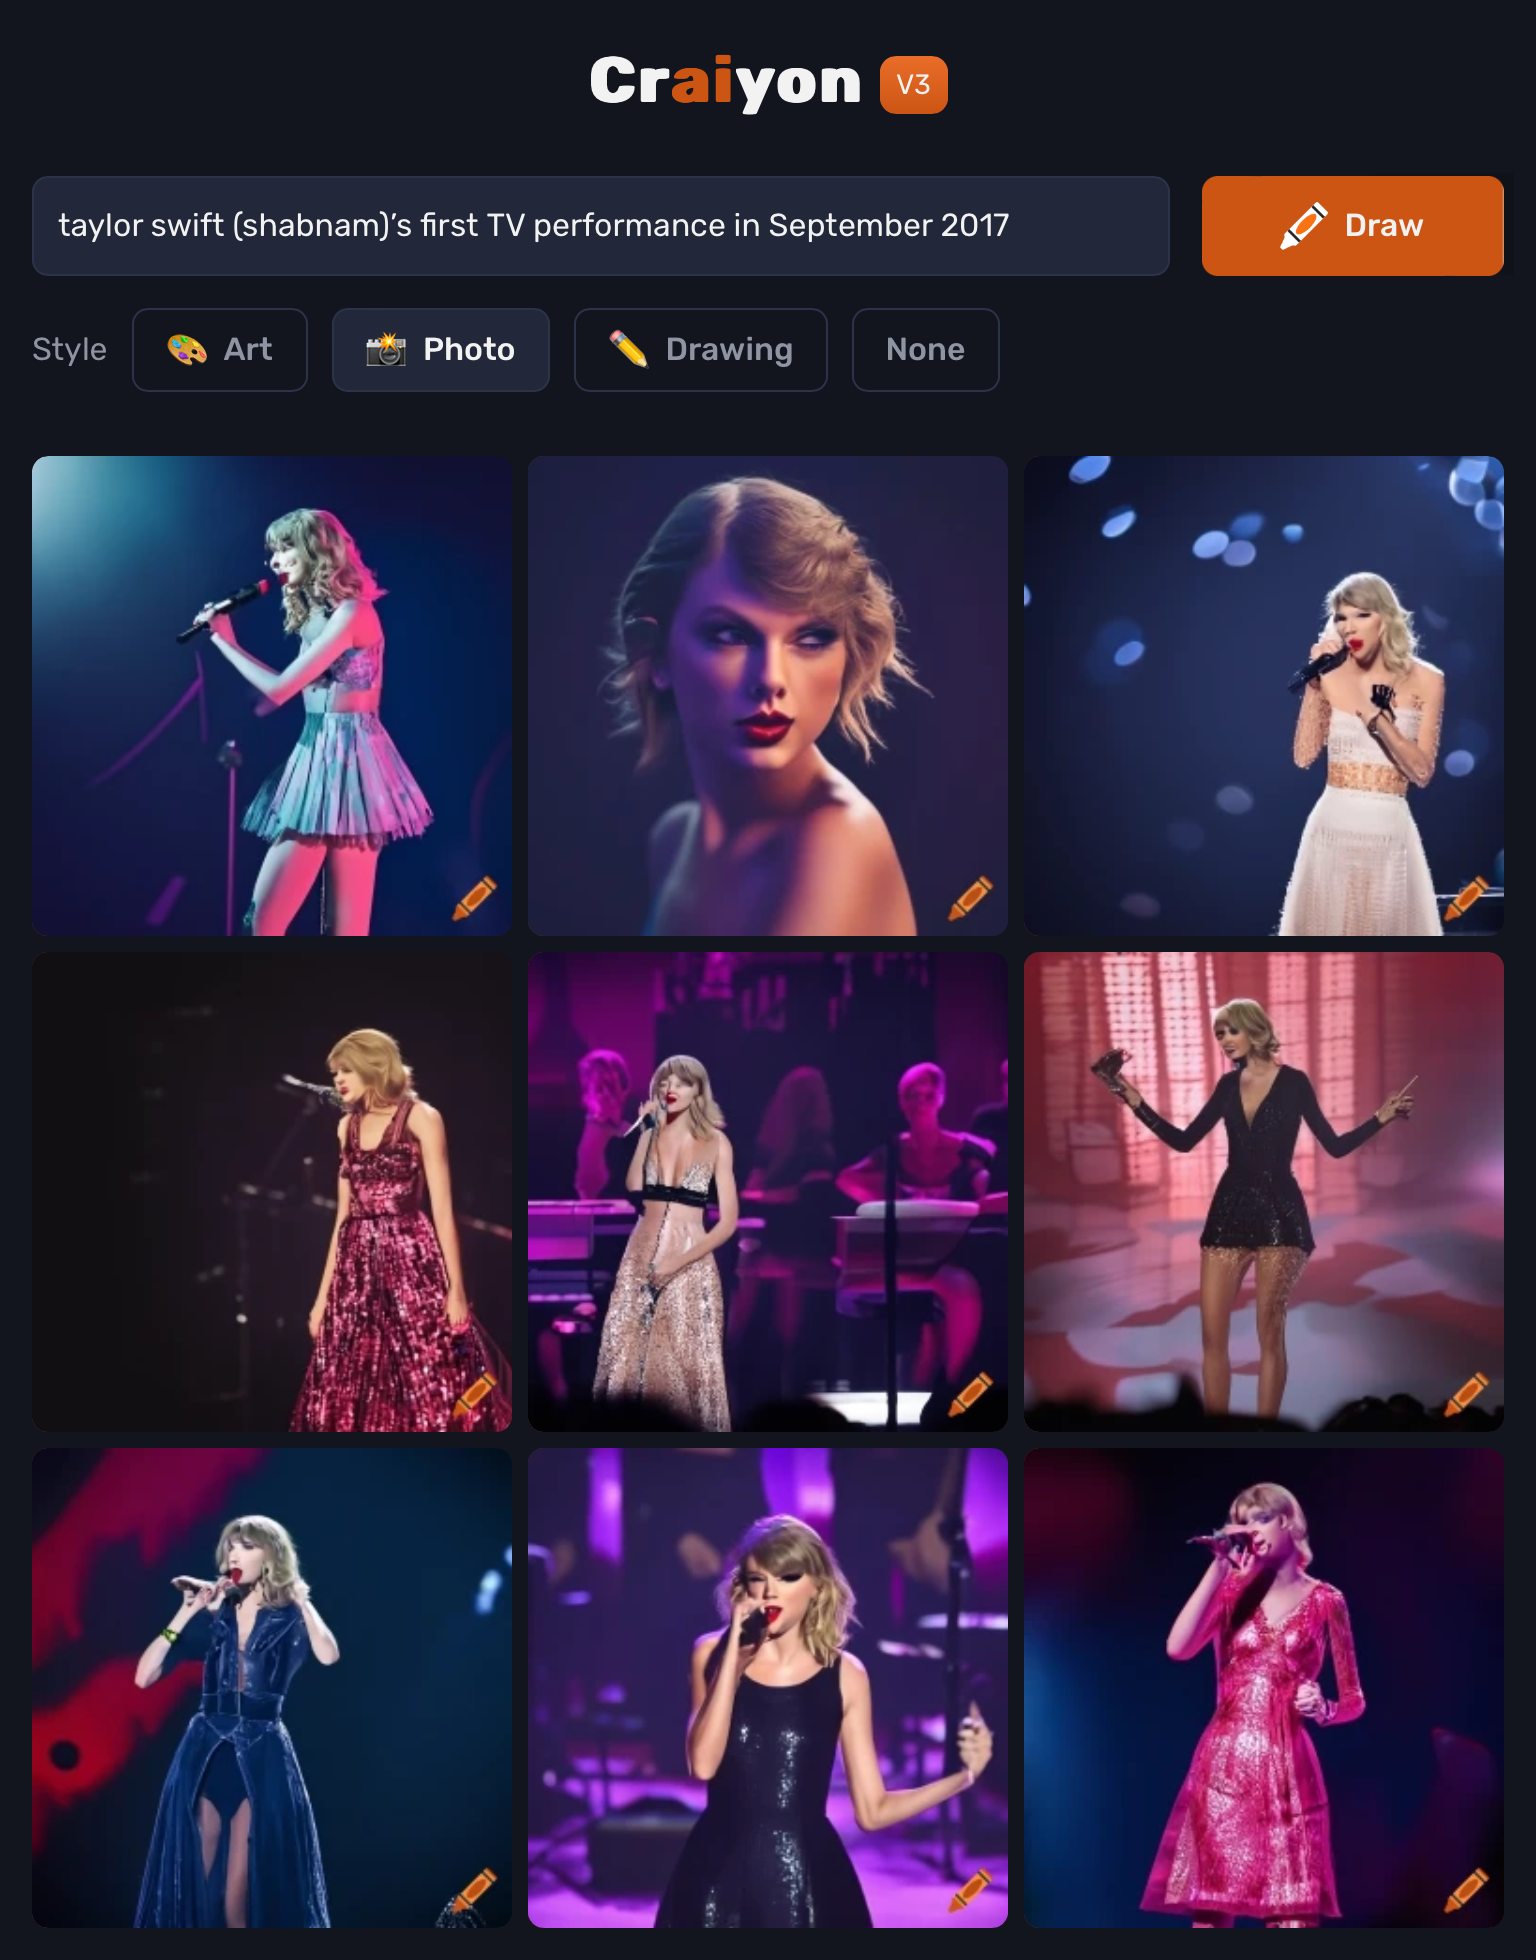 Craiyon V3
taylor swift (shabnam)’s first TV performance in September 2017
Draw
Style Art Photo Drawing None